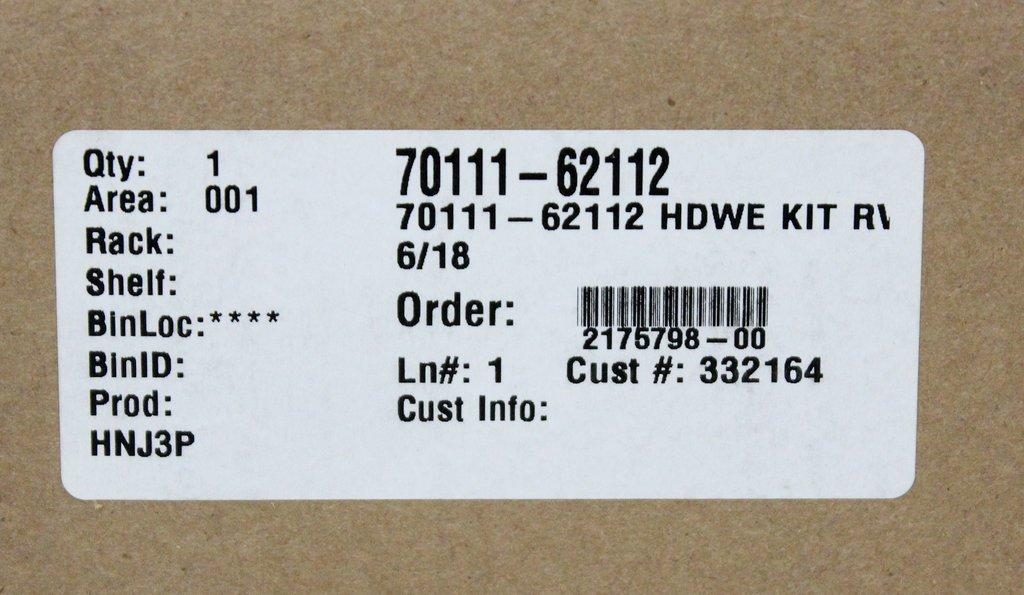 Qty: 1
Area: 001
Rack:
Shelf:
BinLoc:****
BinID:
Prod:
HNJ3P
70111-62112
70111-62112 HDWE KIT
6/18
Order:
2175798-00
Ln#: 1 Cust #: 332164
Cust Info: